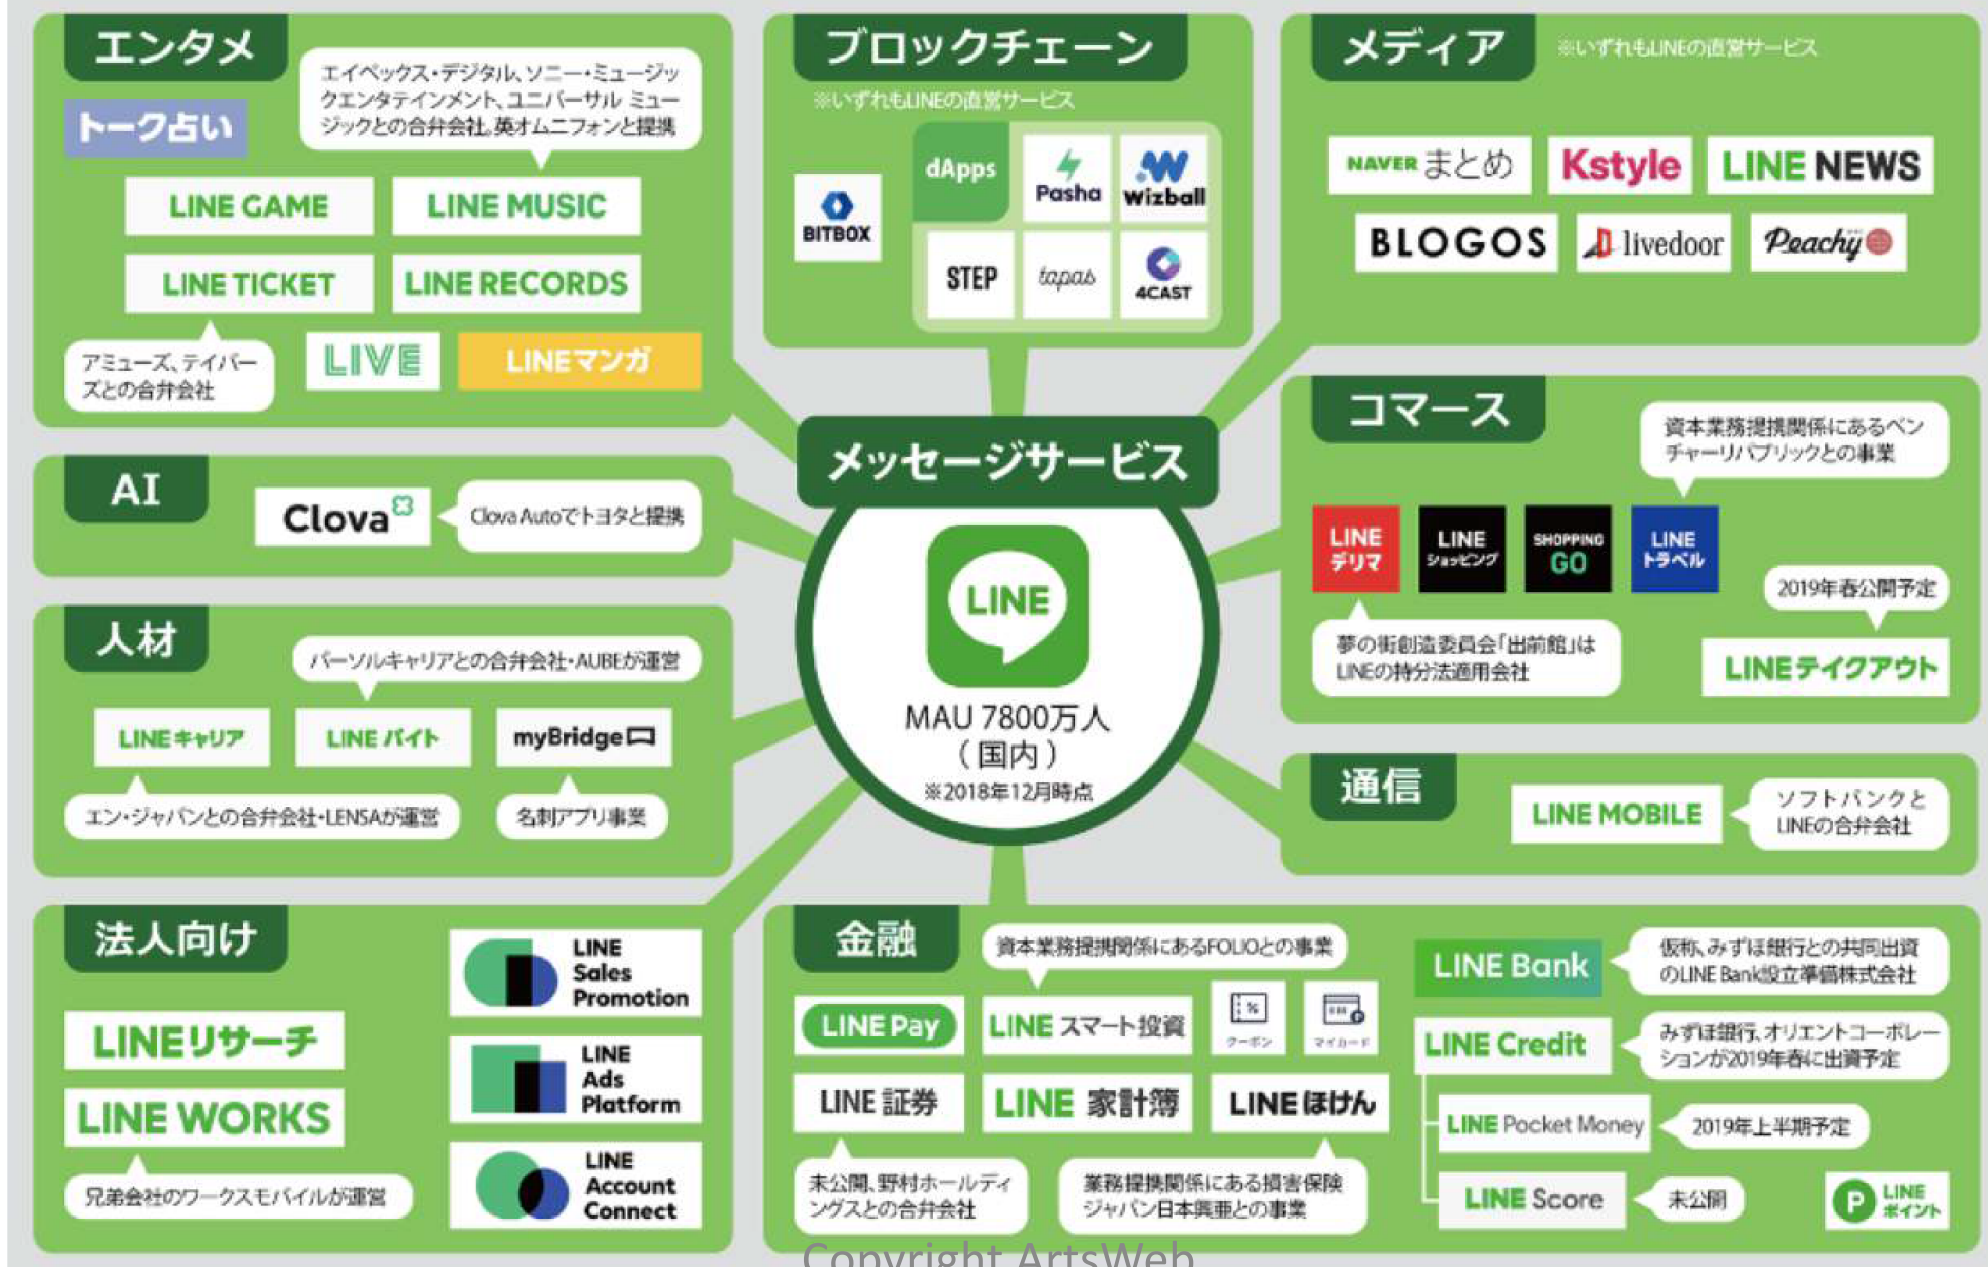 エンタメ
エイベックス・デジタル、ソニー・ミュージッ
クエンタテインメント、ユニバーサル ミュー
ジックとの合弁会社。英オムニフォンと提携
トーク占い
LINE GAME
LINE MUSIC
LINE TICKET
LINE RECORDS
アミューズ、テイパー
ズとの合弁会社
LIVE
LINEマンガ
ブロックチェーン
※いずれもLINEの直営サービス
BITBOX
dApps
Pasha
Wizball
STEP
tapas
4CAST
メディア
※いずれもLINEの直営サービス
NAVER まとめ
Kstyle
LINE NEWS
BLOGOS
livedoor
Peachy
AI
Clova
Clova Autoでトヨタと提携
メッセージサービス
LINE
MAU 7800万人
（国内）
※2018年12月時点
コマース
資本業務提携関係にあるベン
チャーリパブリックとの事業
LINE
デリマ
LINE
ショッピング
SHOPPING
GO
LINE
トラベル
2019年春公開予定
夢の街創造委員会「出前館」は
LINEの持分法適用会社
LINEテイクアウト
人材
パーソルキャリアとの合弁会社・AUBEが運営
LINEキャリア
LINE バイト
myBridge
エン・ジャパンとの合弁会社・LENSAが運営
名刺アプリ事業
通信
LINE MOBILE
ソフトバンクと
LINEの合弁会社
法人向け
LINEリサーチ
LINE WORKS
兄弟会社のワークスモバイルが運営
LINE
Sales
Promotion
LINE
Ads
Platform
LINE
Account
Connect
金融
資本業務提携関係にあるFOLIOとの事業
LINE Pay
LINE スマート投資
クーポン
マイカード
LINE 証券
LINE 家計簿
LINEほけん
未公開、野村ホールディ
ングスとの合弁会社
業務提携関係にある損害保険
ジャパン日本興亜との事業
LINE Bank
仮称、みずほ銀行との共同出資
のLINE Bank設立準備株式会社
LINE Credit
みずほ銀行、オリエントコーポレー
ションが2019年春に出資予定
LINE Pocket Money
2019年上半期予定
LINE Score
未公開
P
LINE
ポイント
Copyright ArtsWeb